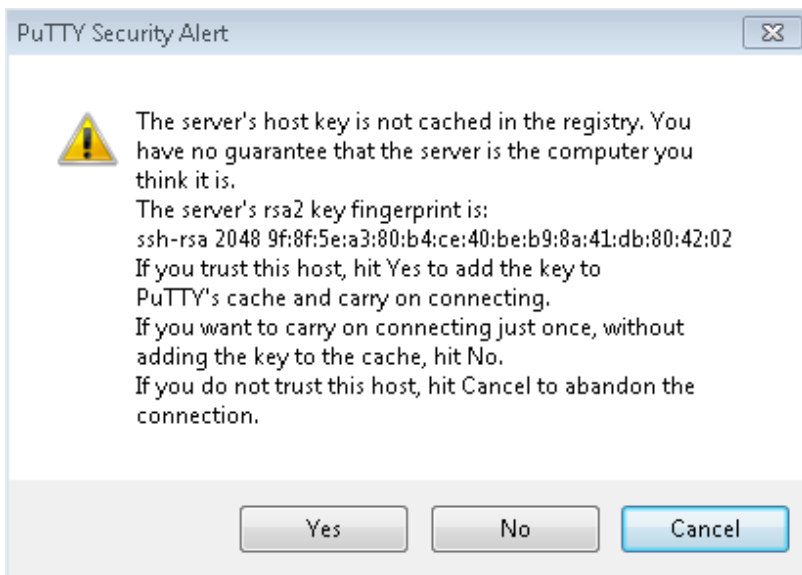 PuTTY Security Alert
The server's host key is not cached in the registry. You
have no guarantee that the server is the computer you
think it is.
The server's rsa2 key fingerprint is:
ssh-rsa 2048 9f:8f:5e:a3:80:b4:ce:40:be:b9:8a:41:db:80:42:02
If you trust this host, hit Yes to add the key to
PuTTY's cache and carry on connecting.
If you want to carry on connecting just once, without
adding the key to the cache, hit No.
If you do not trust this host, hit Cancel to abandon the
connection.
Yes No Cancel